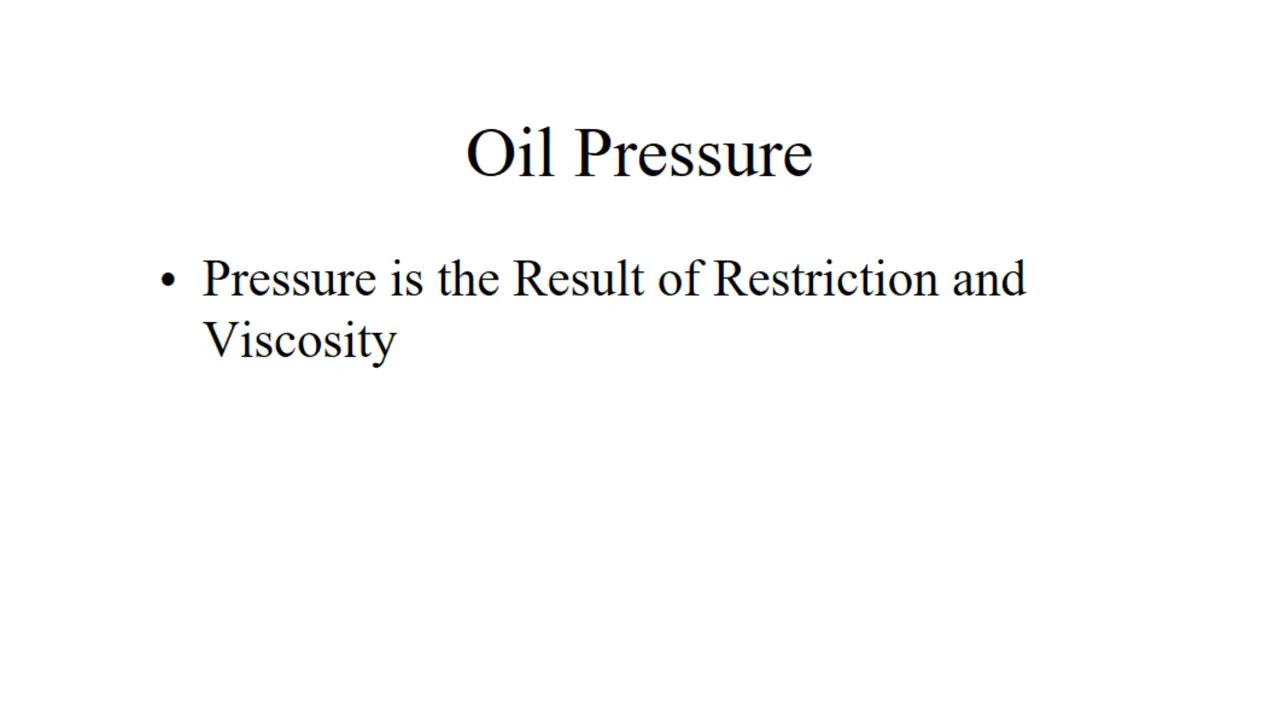 Oil Pressure
• Pressure is the Result of Restriction and
Viscosity